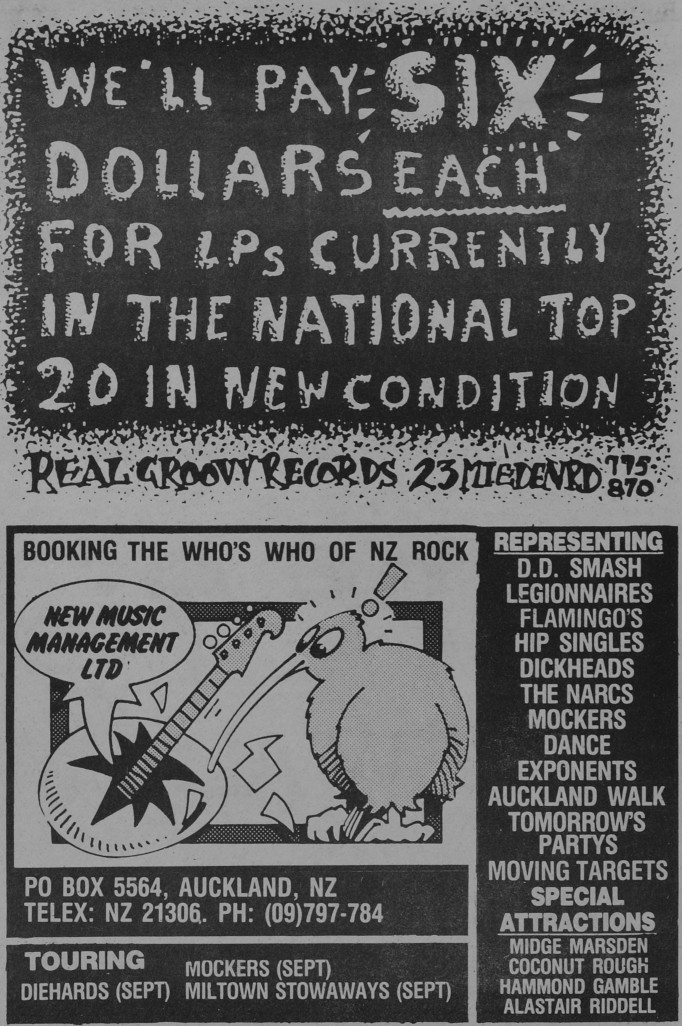 WE'LL PAY SIX
DOLLARS EACH
FOR LPs CURRENTLY
IN THE NATIONAL TOP
20 IN NEW CONDITION
REAL GROOVY RECORDS 23 MT EDEN RD 775-
870
BOOKING THE WHO'S WHO OF NZ ROCK
NEW MUSIC
MANAGEMENT
LTD
PO BOX 5564, AUCKLAND, NZ
TELEX: NZ 21306. PH: (09)797-784
TOURING
MOCKERS (SEPT)
DIEHARDS (SEPT) MILTOWN STOWAWAYS (SEPT)
REPRESENTING
D.D. SMASH
LEGIONNAIRES
FLAMINGO'S
HIP SINGLES
DICKHEADS
THE NARCS
MOCKERS
DANCE
EXPONENTS
AUCKLAND WALK
TOMORROW'S
PARTYS
MOVING TARGETS
SPECIAL
ATTRACTIONS
MIDGE MARSDEN
COCONUT ROUGH
HAMMOND GAMBLE
ALASTAIR RIDDELL